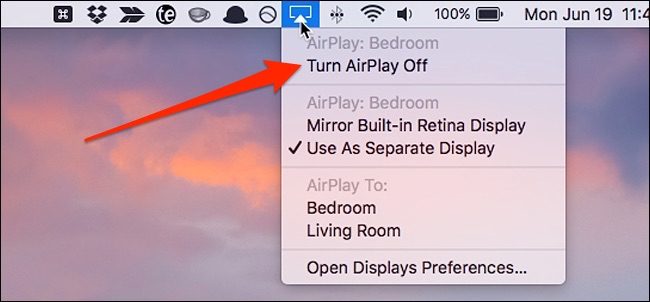 te 100% Mon Jun 19 11:4
AirPlay: Bedroom
Turn AirPlay Off
AirPlay: Bedroom
Mirror Built-in Retina Display
✓ Use As Separate Display
AirPlay To:
Bedroom
Living Room
Open Displays Preferences...